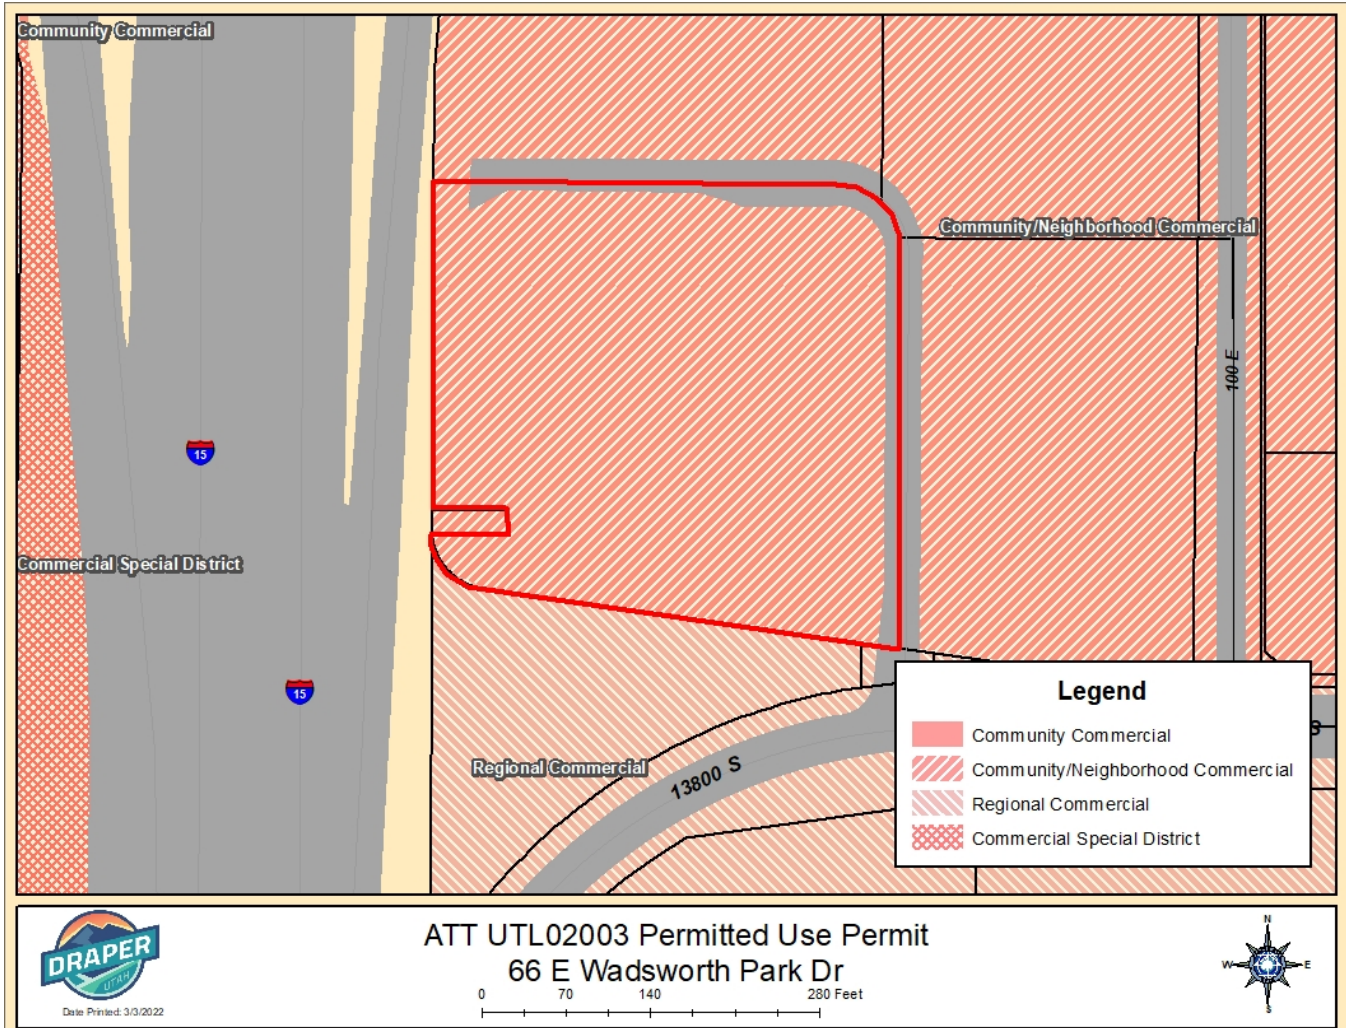 Community Commercial
Community/Neighborhood Commercial
100 E
15
Commercial Special District
15
Regional Commercial
13800 S
S
Legend
Community Commercial
Community/Neighborhood Commercial
Regional Commercial
Commercial Special District
DRAPER
UTAH
Date Printed: 3/3/2022
ATT UTL02003 Permitted Use Permit
66 E Wadsworth Park Dr
0 70 140 280 Feet
N
W E
S